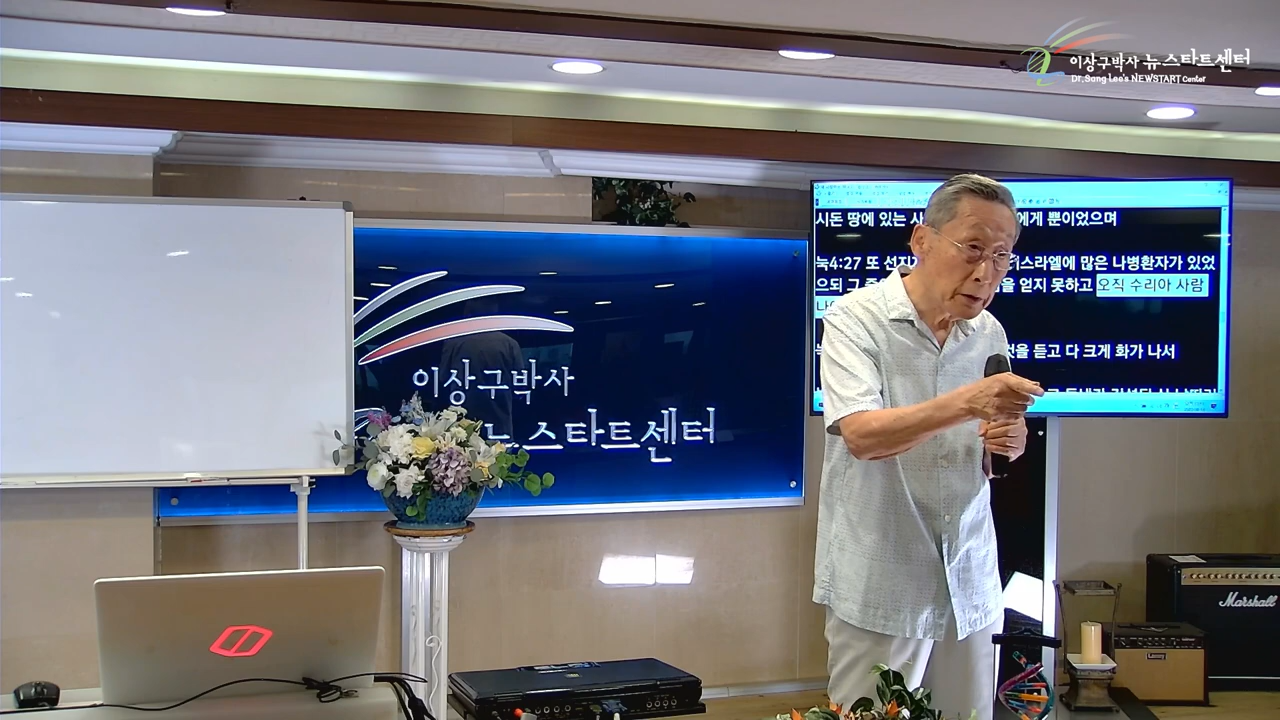 이상구박사 뉴스타트센터
Dr. Sang Lee's NEWSTART Center
시돈 땅에 있는 에게 뿐이었으며
눅4:27 또 이스라엘에 많은 나병환자가 있었
으되 그 얻지 못하고 오직 수리아 사람
것을 듣고 다 크게 화가 나서
이상구박사
뉴스타트센터
Marshall
Laney